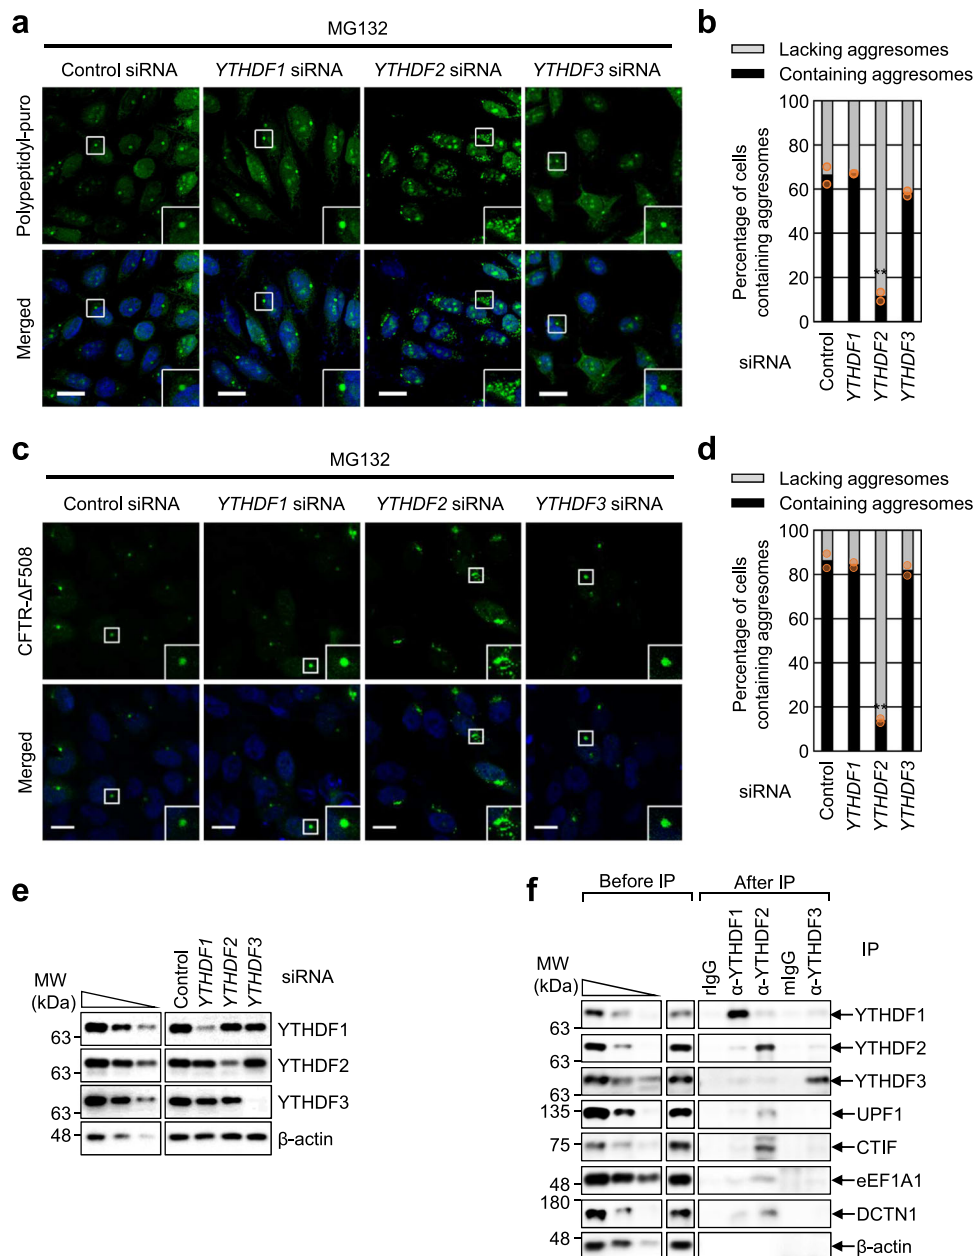 a
MG132
Control siRNA YTHDF1 siRNA YTHDF2 siRNA YTHDF3 siRNA
Polypeptidyl-puro
Merged
b
Lacking aggresomes
Containing aggresomes
Percentage of cells
containing aggresomes
100
80
60
40
20
0
**
siRNA
Control
YTHDF1
YTHDF2
YTHDF3
c
MG132
Control siRNA YTHDF1 siRNA YTHDF2 siRNA YTHDF3 siRNA
CFTR-ΔF508
Merged
d
Lacking aggresomes
Containing aggresomes
Percentage of cells
containing aggresomes
100
80
60
40
20
0
**
siRNA
Control
YTHDF1
YTHDF2
YTHDF3
e
MW
(kDa)
Control
YTHDF1
YTHDF2
YTHDF3
siRNA
63
YTHDF1
63
YTHDF2
63
YTHDF3
48
β-actin
f
Before IP After IP
MW
(kDa)
rIgG
α-YTHDF1
α-YTHDF2
mIgG
α-YTHDF3
IP
63
YTHDF1
63
YTHDF2
63
YTHDF3
135
UPF1
75
CTIF
48
eEF1A1
180
DCTN1
48
β-actin